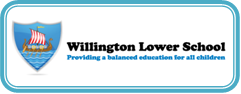 Willington Lower School
Providing a balanced education for all children